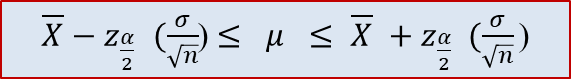 X̅ − z_{α/2} (σ/√n) ≤ μ ≤ X̅ + z_{α/2} (σ/√n)